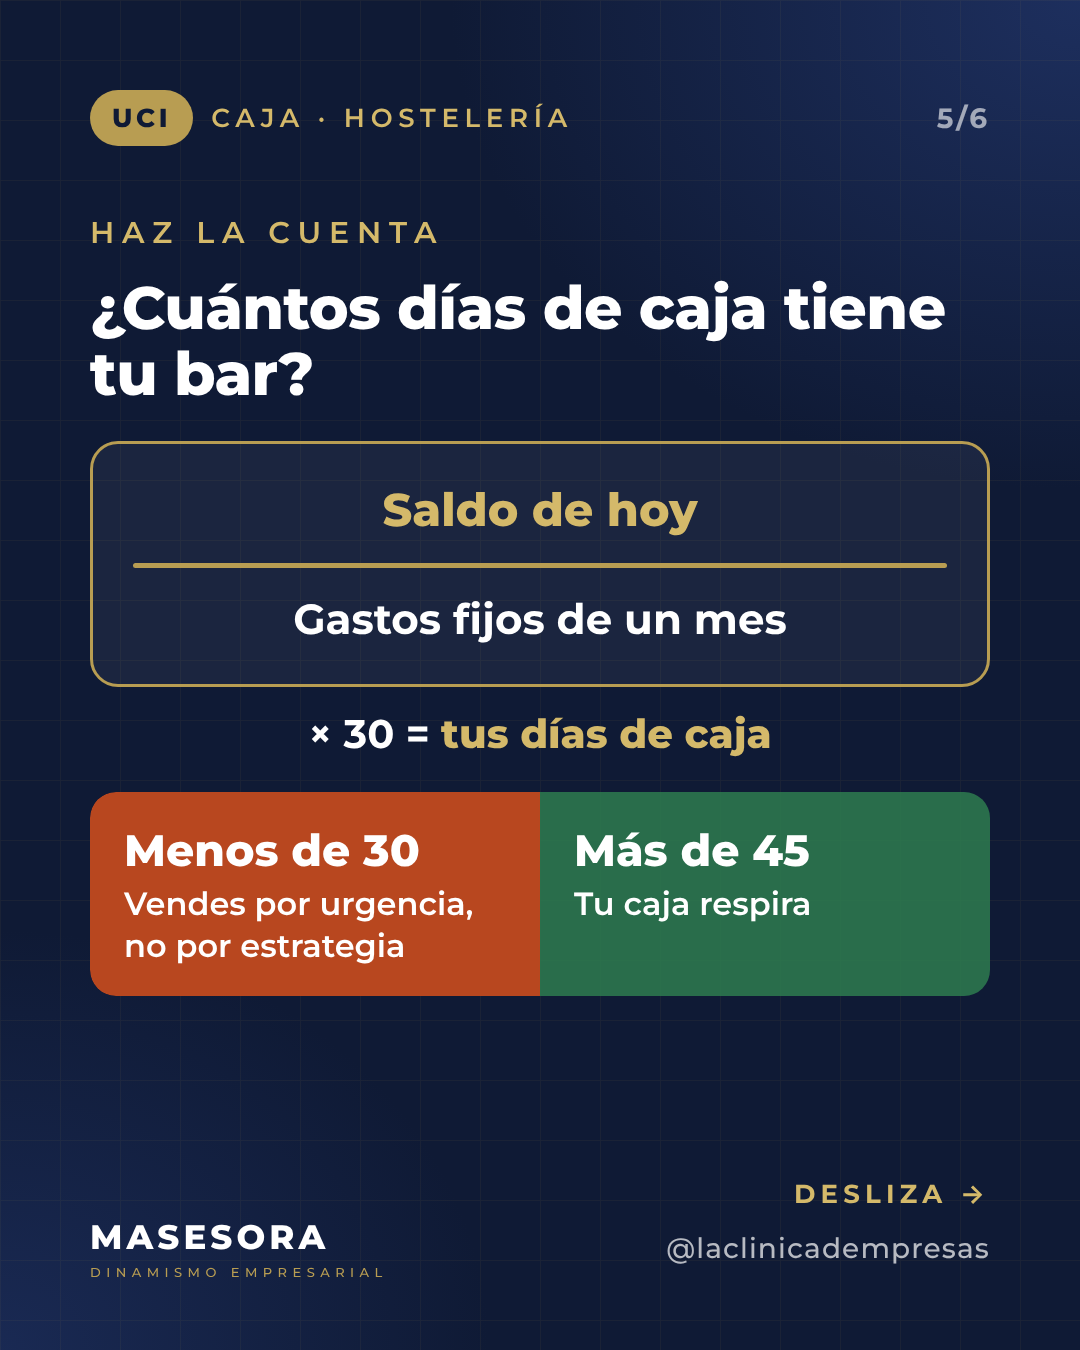 UCI CAJA · HOSTELERÍA 5/6
HAZ LA CUENTA
¿Cuántos días de caja tiene
tu bar?
Saldo de hoy
Gastos fijos de un mes
× 30 = tus días de caja
Menos de 30
Vendes por urgencia,
no por estrategia
Más de 45
Tu caja respira
DESLIZA →
MASESORA
DINAMISMO EMPRESARIAL
@laclinicadempresas